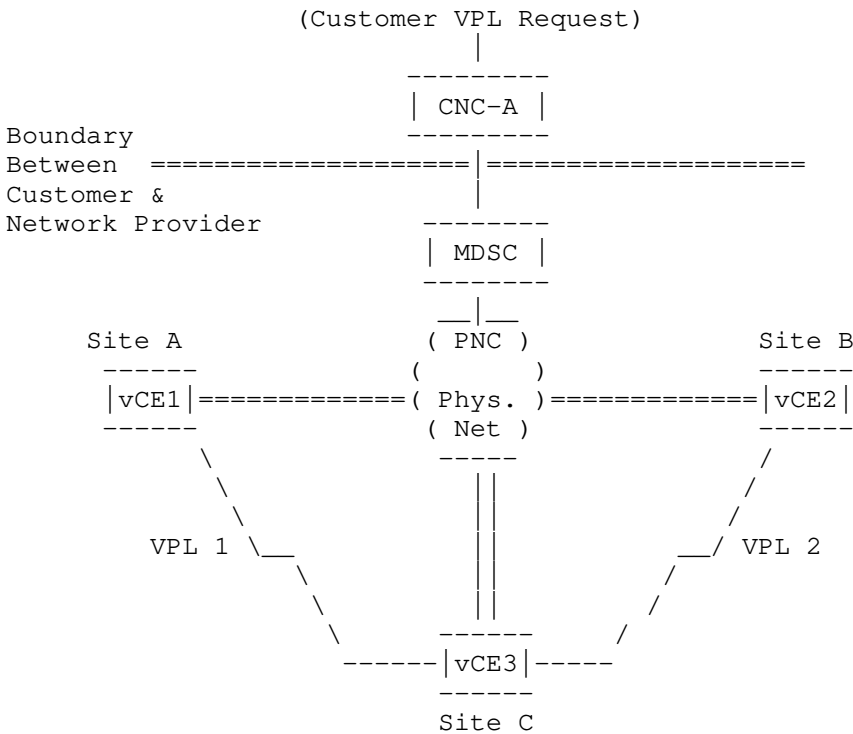 (Customer VPL Request)
CNC-A
Boundary
Between
Customer &
Network Provider
MDSC
Site A ( PNC ) Site B
vCE1 ( Phys. ) vCE2
( Net )
VPL 1 VPL 2
vCE3
Site C